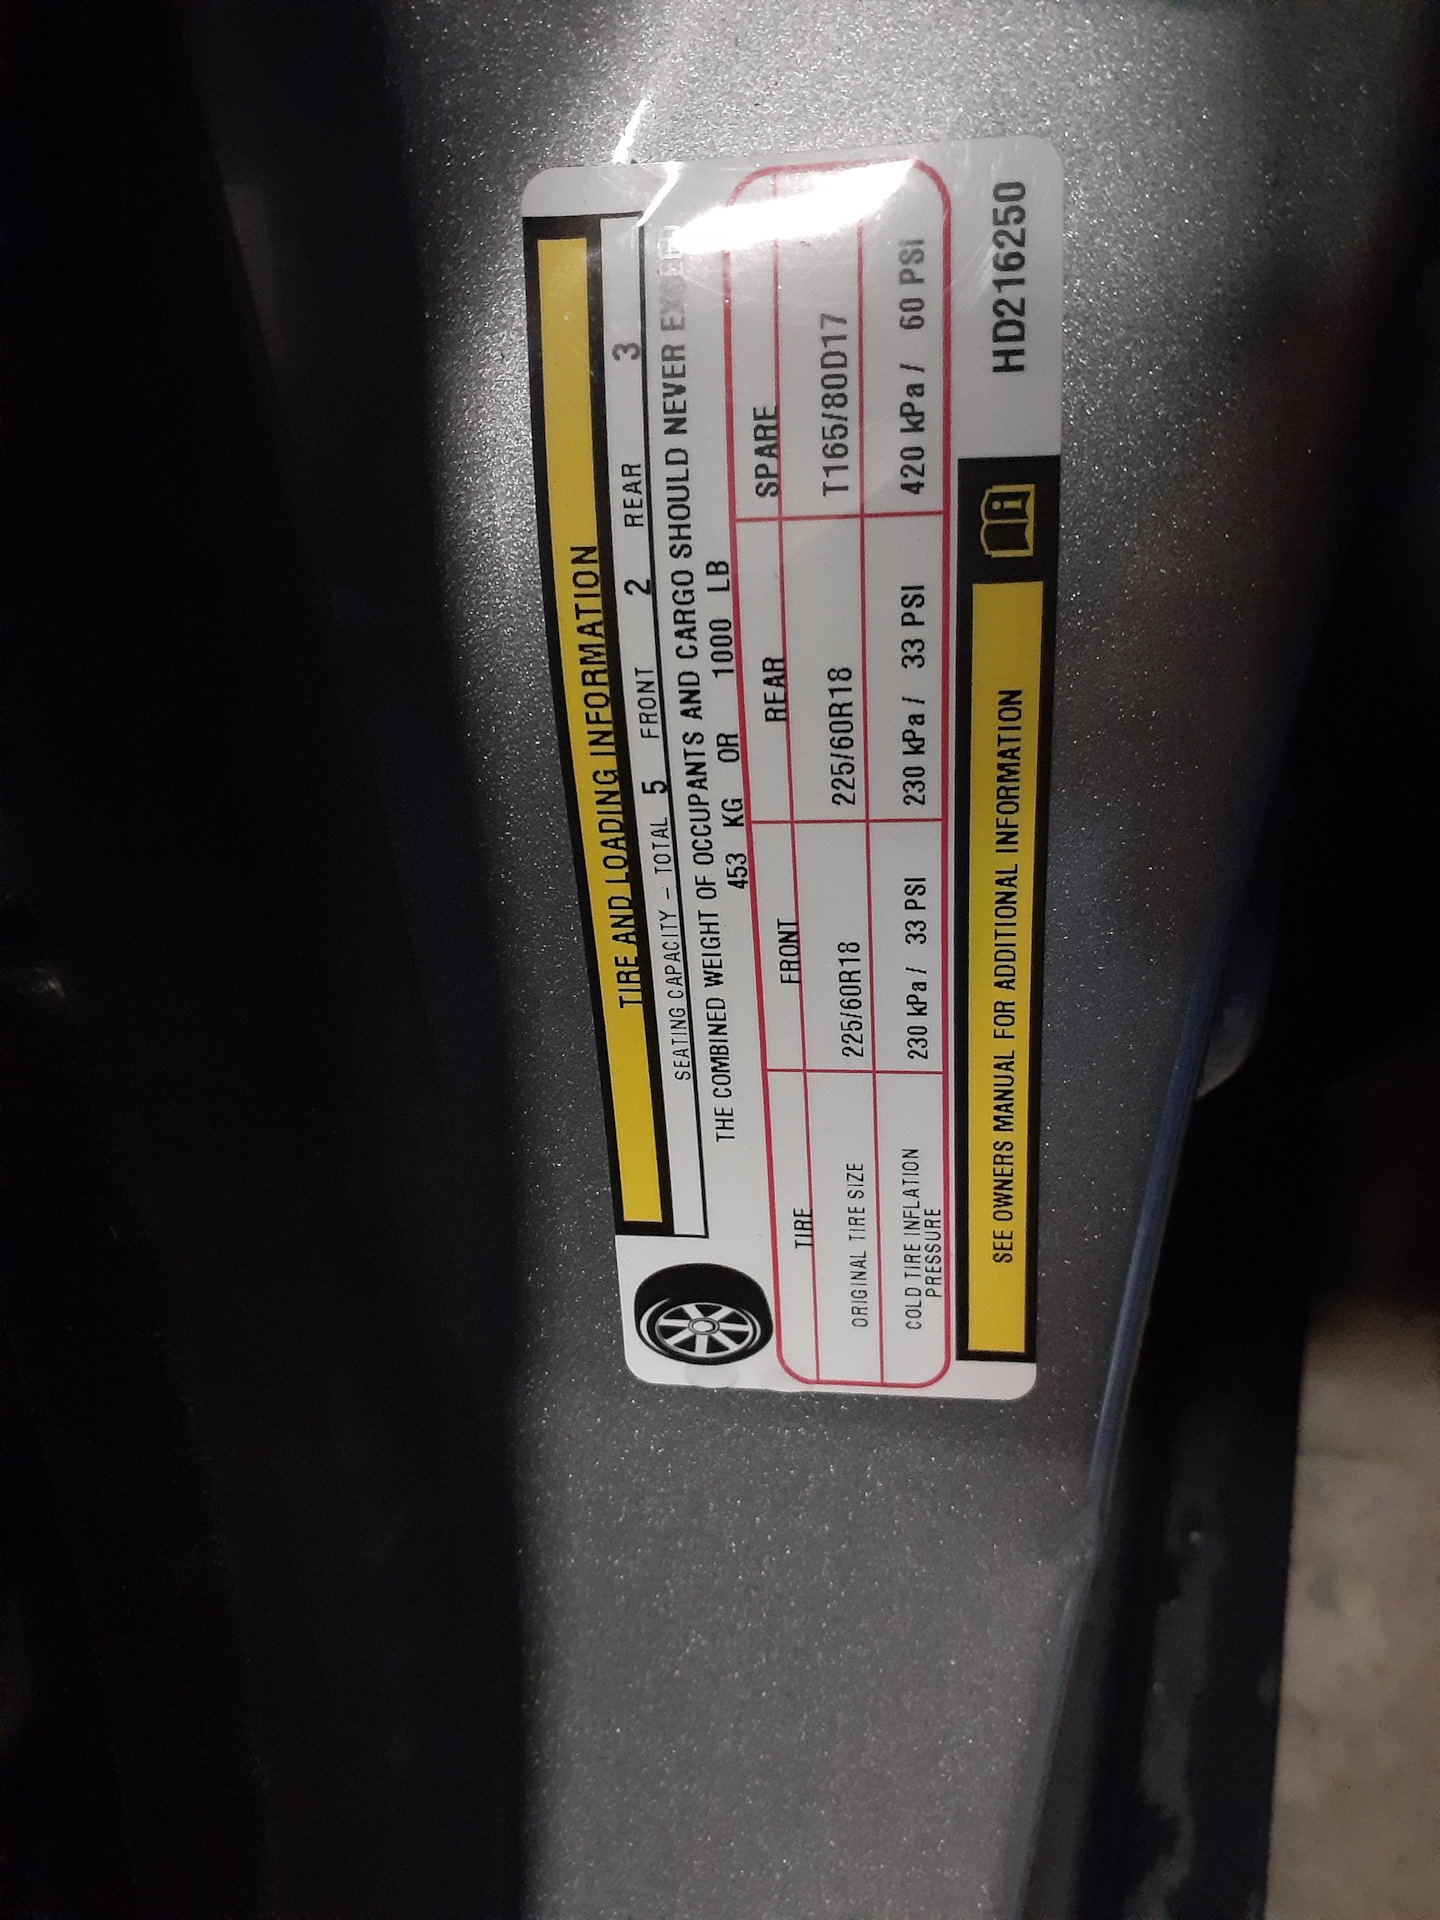 TIRE AND LOADING INFORMATION
SEATING CAPACITY – TOTAL 5 FRONT 2 REAR 3
THE COMBINED WEIGHT OF OCCUPANTS AND CARGO SHOULD NEVER EXCEED
453 KG OR 1000 LB
TIRE FRONT REAR SPARE
ORIGINAL TIRE SIZE 225/60R18 225/60R18 T165/80D17
COLD TIRE INFLATION PRESSURE 230 kPa / 33 PSI 230 kPa / 33 PSI 420 kPa / 60 PSI
SEE OWNERS MANUAL FOR ADDITIONAL INFORMATION
HD216250